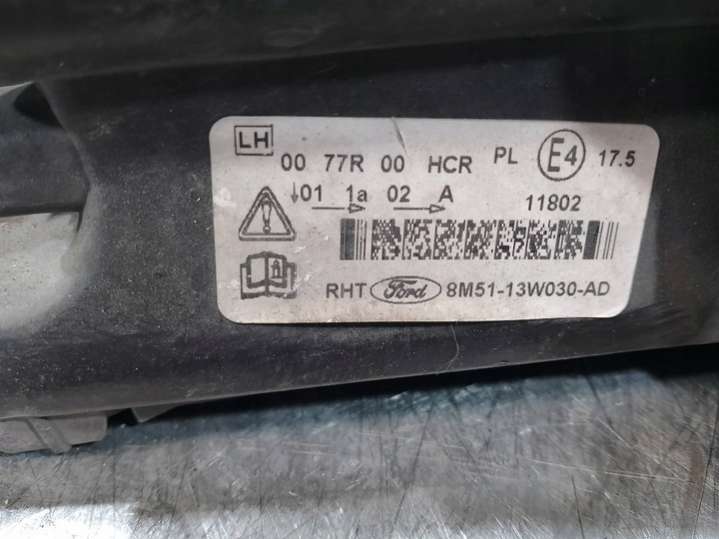 LH
00 77R 00 HCR PL E4 17.5
↓01 1a 02 A
11802
RHT Ford 8M51-13W030-AD